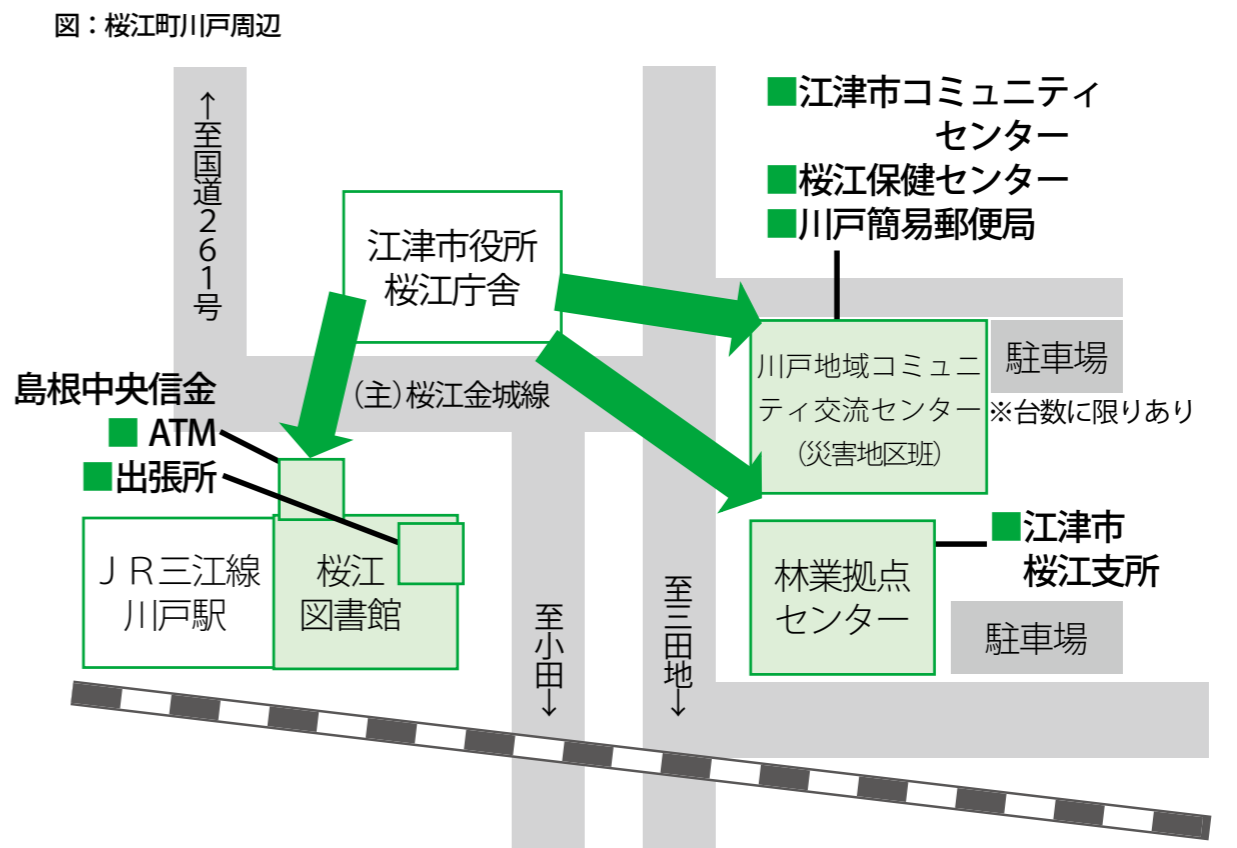 図：桜江町川戸周辺
↑至国道２６１号
■江津市コミュニティ
センター
■桜江保健センター
■川戸簡易郵便局
江津市役所
桜江庁舎
川戸地域コミュニ
ティ交流センター
（災害地区班）
駐車場
※台数に限りあり
（主）桜江金城線
島根中央信金
■ ATM
■出張所
ＪＲ三江線
川戸駅
桜江
図書館
至小田↓
至三田地↓
林業拠点
センター
■江津市
桜江支所
駐車場